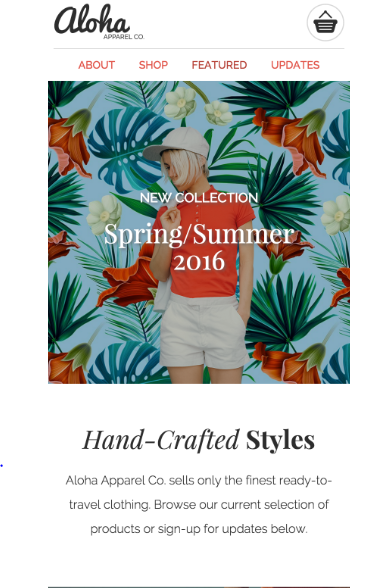 Aloha
APPAREL CO.
ABOUT SHOP FEATURED UPDATES
NEW COLLECTION
Spring/Summer
2016
Hand-Crafted Styles
Aloha Apparel Co. sells only the finest ready-to-
travel clothing. Browse our current selection of
products or sign-up for updates below.